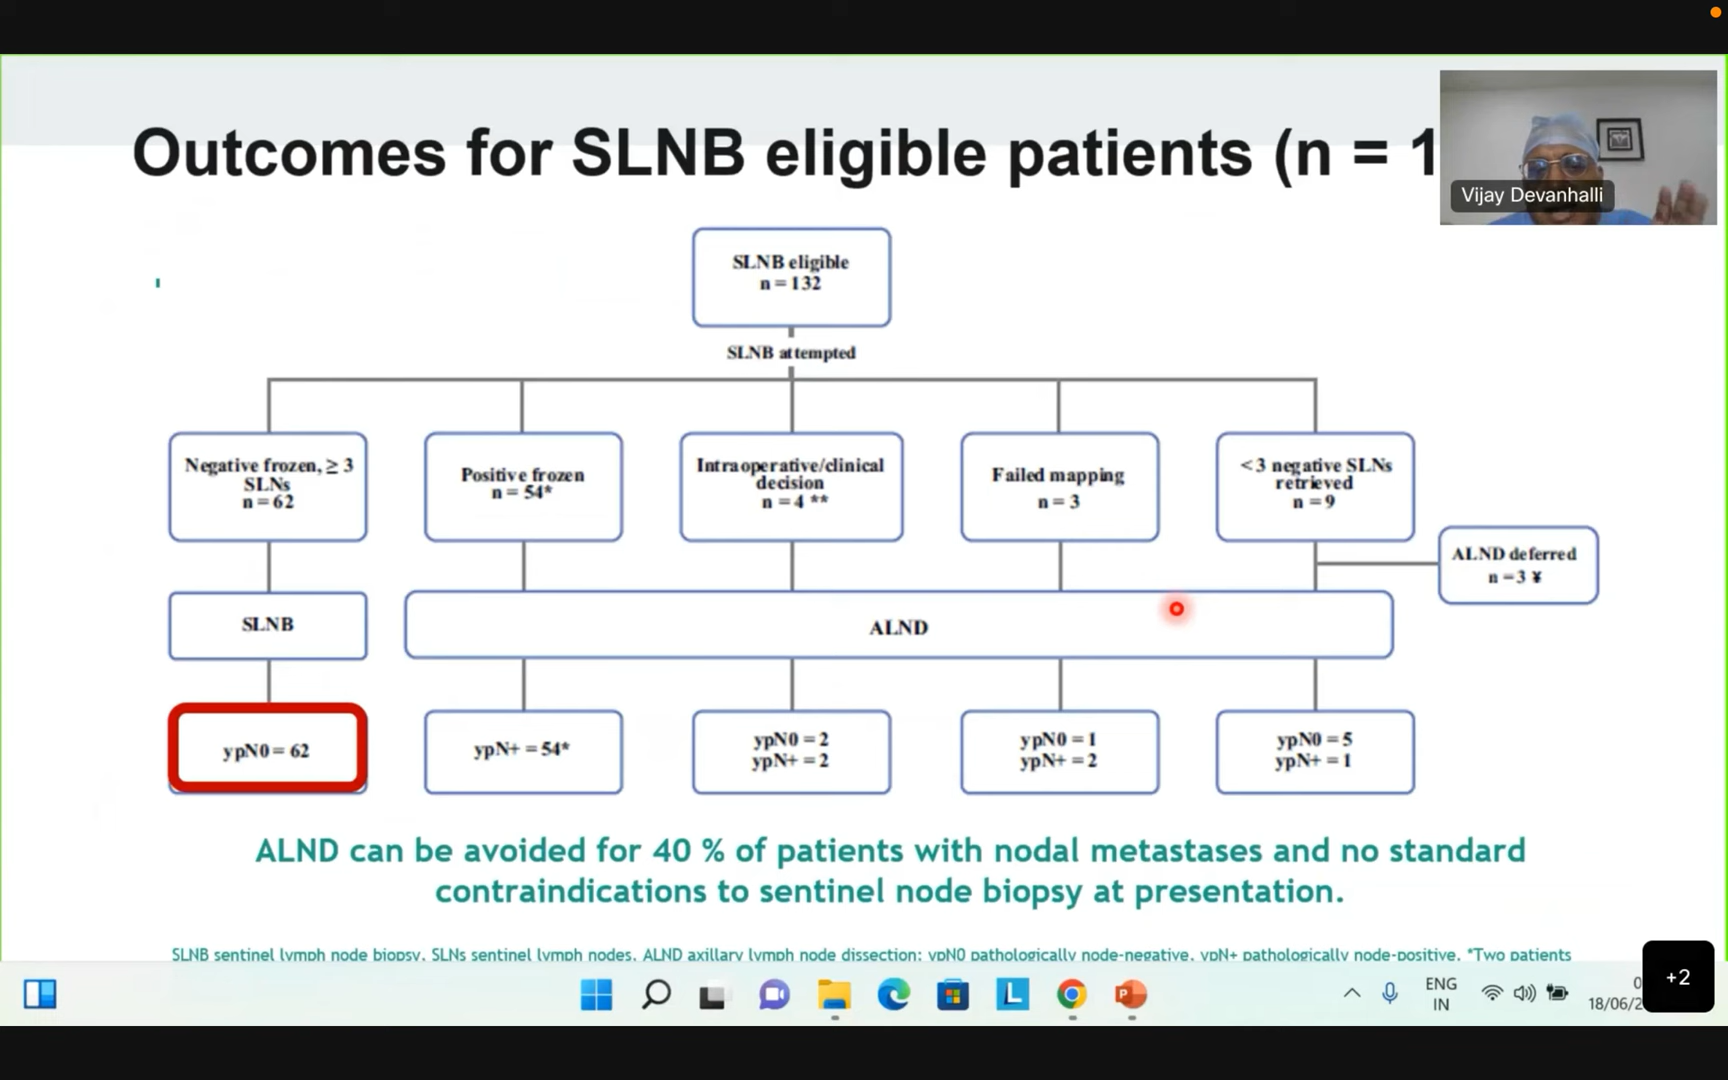 Outcomes for SLNB eligible patients (n = 1
Vijay Devanhalli
SLNB eligible
n = 132
SLNB attempted
Negative frozen, ≥ 3
SLNs
n = 62
Positive frozen
n = 54*
Intraoperative/clinical
decision
n = 4 **
Failed mapping
n = 3
<3 negative SLNs
retrieved
n = 9
ALND deferred
n = 3 ¥
SLNB
ALND
ypN0 = 62
ypN+ = 54*
ypN0 = 2
ypN+ = 2
ypN0 = 1
ypN+ = 2
ypN0 = 5
ypN+ = 1
ALND can be avoided for 40 % of patients with nodal metastases and no standard
contraindications to sentinel node biopsy at presentation.
SLNB sentinel lymph node biopsy, SLNs sentinel lymph nodes, ALND axillary lymph node dissection; ypN0 pathologically node-negative, ypN+ pathologically node-positive. *Two patients
ENG
IN
0
18/06/2
+2